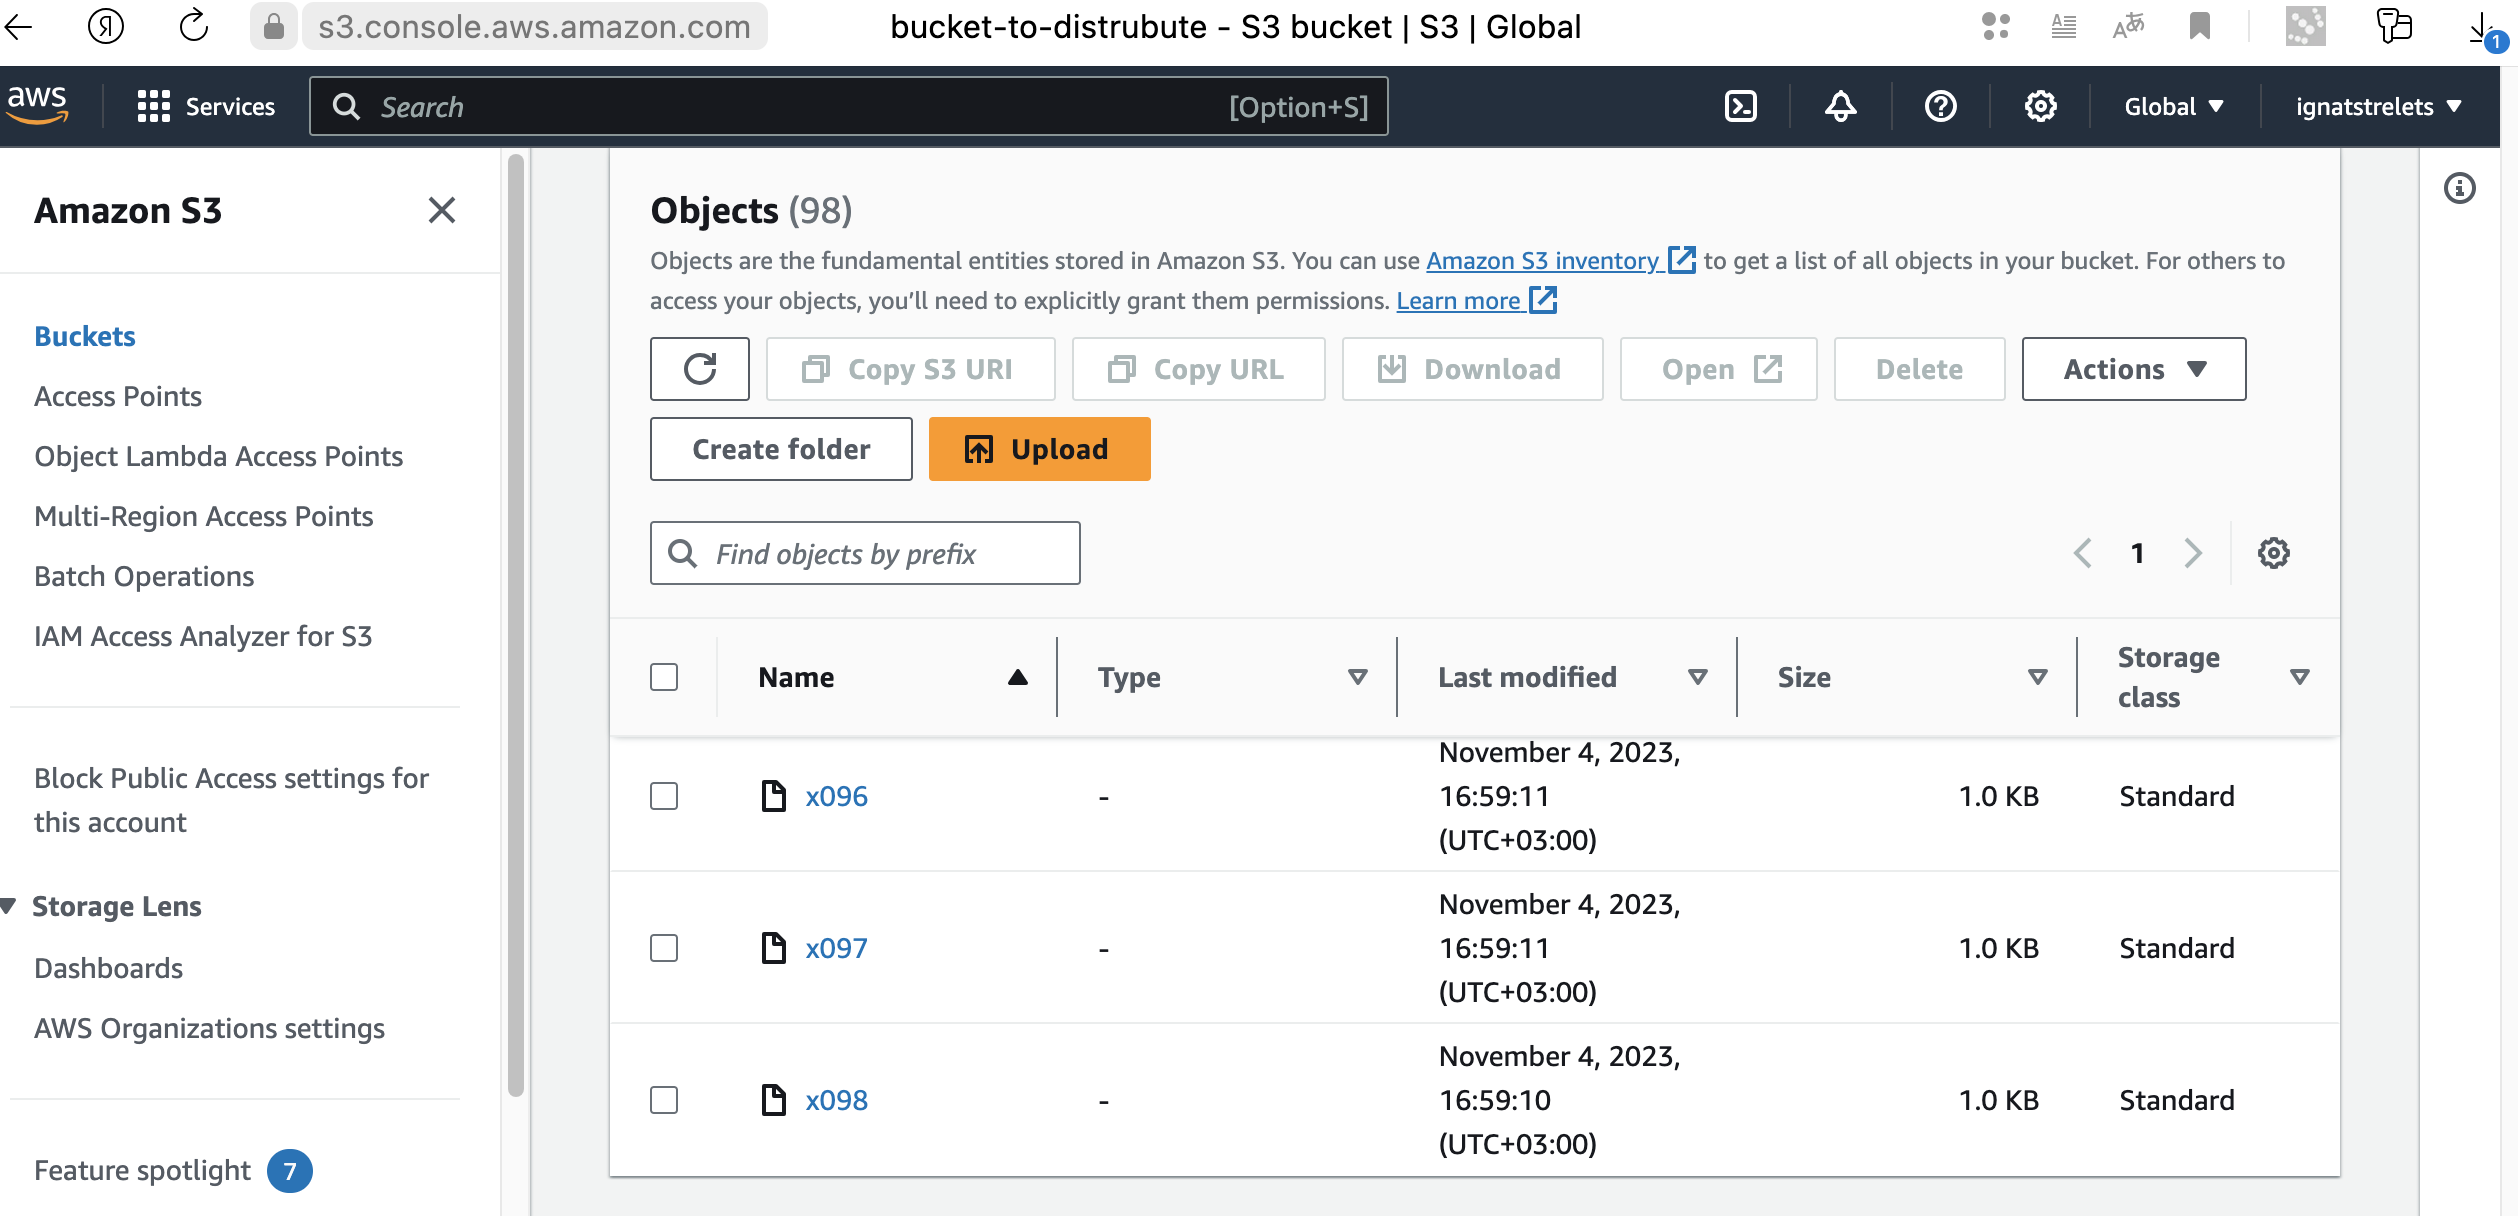 Я
s3.console.aws.amazon.com
bucket-to-distrubute - S3 bucket | S3 | Global
1
aws
Services
Search
[Option+S]
Global
ignatstrelets
Amazon S3
Buckets
Access Points
Object Lambda Access Points
Multi-Region Access Points
Batch Operations
IAM Access Analyzer for S3
Block Public Access settings for
this account
Storage Lens
Dashboards
AWS Organizations settings
Feature spotlight 7
Objects (98)
Objects are the fundamental entities stored in Amazon S3. You can use Amazon S3 inventory to get a list of all objects in your bucket. For others to
access your objects, you’ll need to explicitly grant them permissions. Learn more
Copy S3 URI
Copy URL
Download
Open
Delete
Actions
Create folder
Upload
Find objects by prefix
1
Name
Type
Last modified
Size
Storage
class
x096
-
November 4, 2023,
16:59:11
(UTC+03:00)
1.0 KB
Standard
x097
-
November 4, 2023,
16:59:11
(UTC+03:00)
1.0 KB
Standard
x098
-
November 4, 2023,
16:59:10
(UTC+03:00)
1.0 KB
Standard